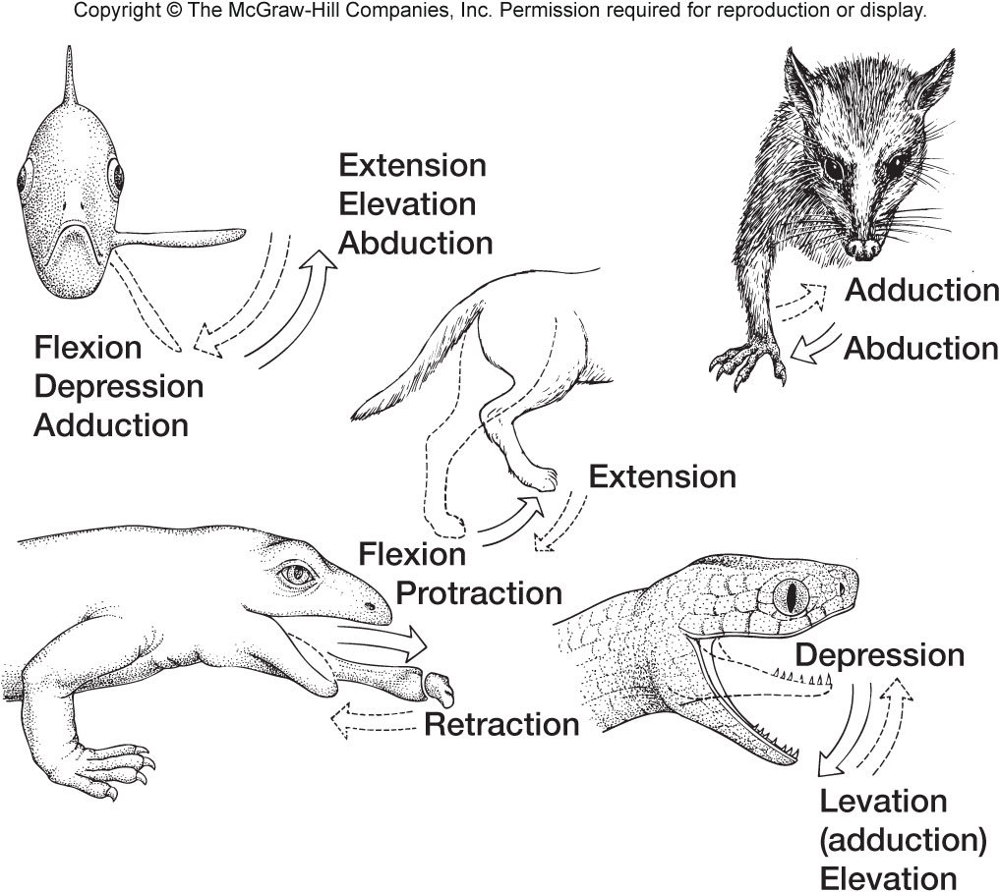 Copyright © The McGraw-Hill Companies, Inc. Permission required for reproduction or display.
Extension
Elevation
Abduction
Flexion
Depression
Adduction
Adduction
Abduction
Extension
Flexion
Protraction
Retraction
Depression
Levation
(adduction)
Elevation